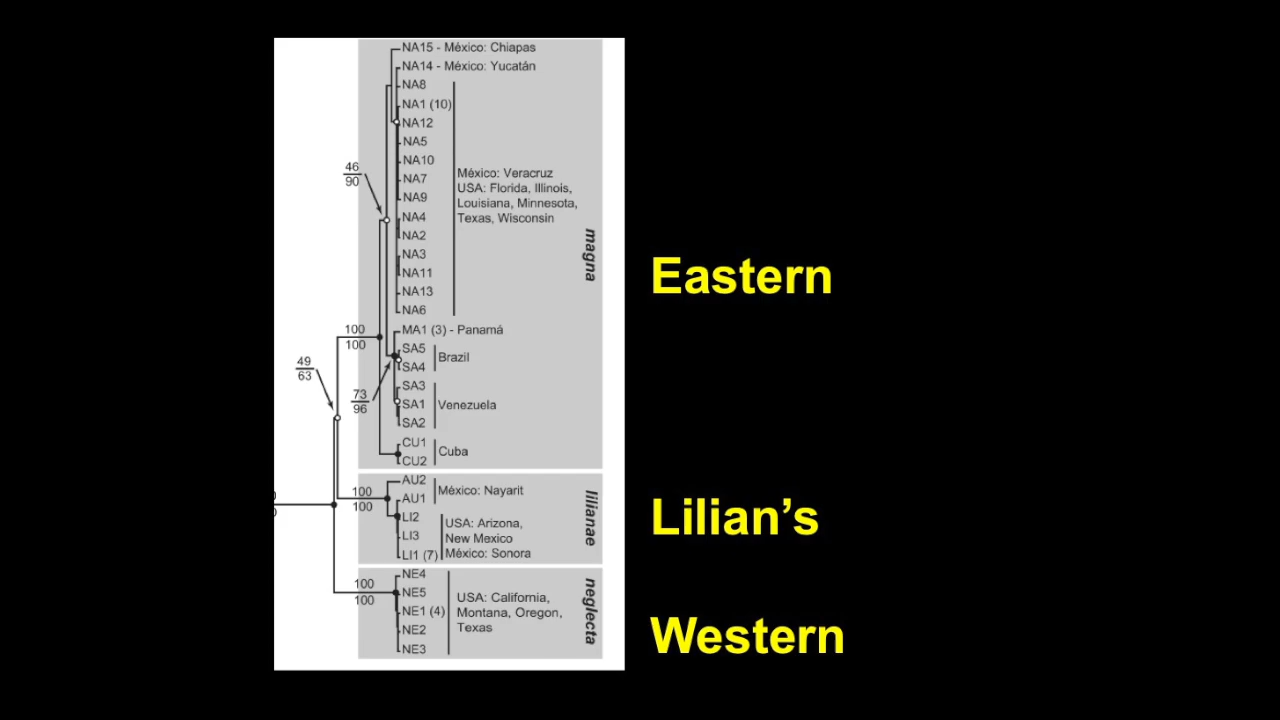 NA15 - México: Chiapas
NA14 - México: Yucatán
NA8
NA1 (10)
NA12
NA5
NA10
NA7
NA9
NA4
NA2
NA3
NA11
NA13
NA6
México: Veracruz
USA: Florida, Illinois,
Louisiana, Minnesota,
Texas, Wisconsin
46
90
magna
Eastern
MA1 (3) - Panamá
100
100
SA5
SA4
Brazil
49
63
73
96
SA3
SA1
SA2
Venezuela
CU1
CU2
Cuba
AU2
AU1
México: Nayarit
100
100
LI2
LI3
LI1 (7)
USA: Arizona,
New Mexico
México: Sonora
lilianae
Lilian’s
NE4
NE5
NE1 (4)
NE2
NE3
100
100
USA: California,
Montana, Oregon,
Texas
neglecta
Western